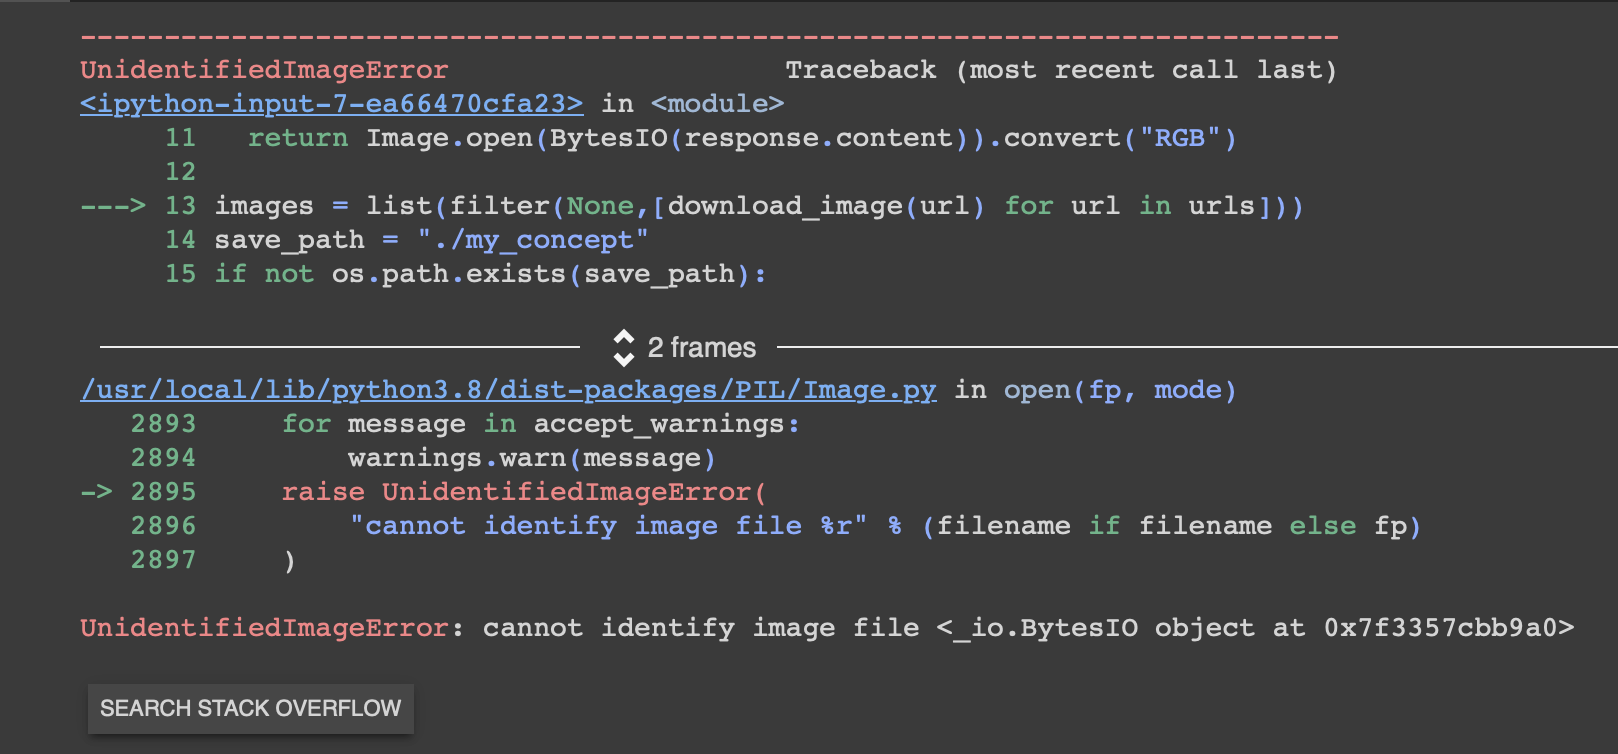 ---------------------------------------------------------------------------
UnidentifiedImageError                    Traceback (most recent call last)
<ipython-input-7-ea66470cfa23> in <module>
     11   return Image.open(BytesIO(response.content)).convert("RGB")
     12
---> 13 images = list(filter(None,[download_image(url) for url in urls]))
     14 save_path = "./my_concept"
     15 if not os.path.exists(save_path):
2 frames
/usr/local/lib/python3.8/dist-packages/PIL/Image.py in open(fp, mode)
   2893     for message in accept_warnings:
   2894         warnings.warn(message)
-> 2895     raise UnidentifiedImageError(
   2896         "cannot identify image file %r" % (filename if filename else fp)
   2897     )
UnidentifiedImageError: cannot identify image file <_io.BytesIO object at 0x7f3357cbb9a0>
SEARCH STACK OVERFLOW